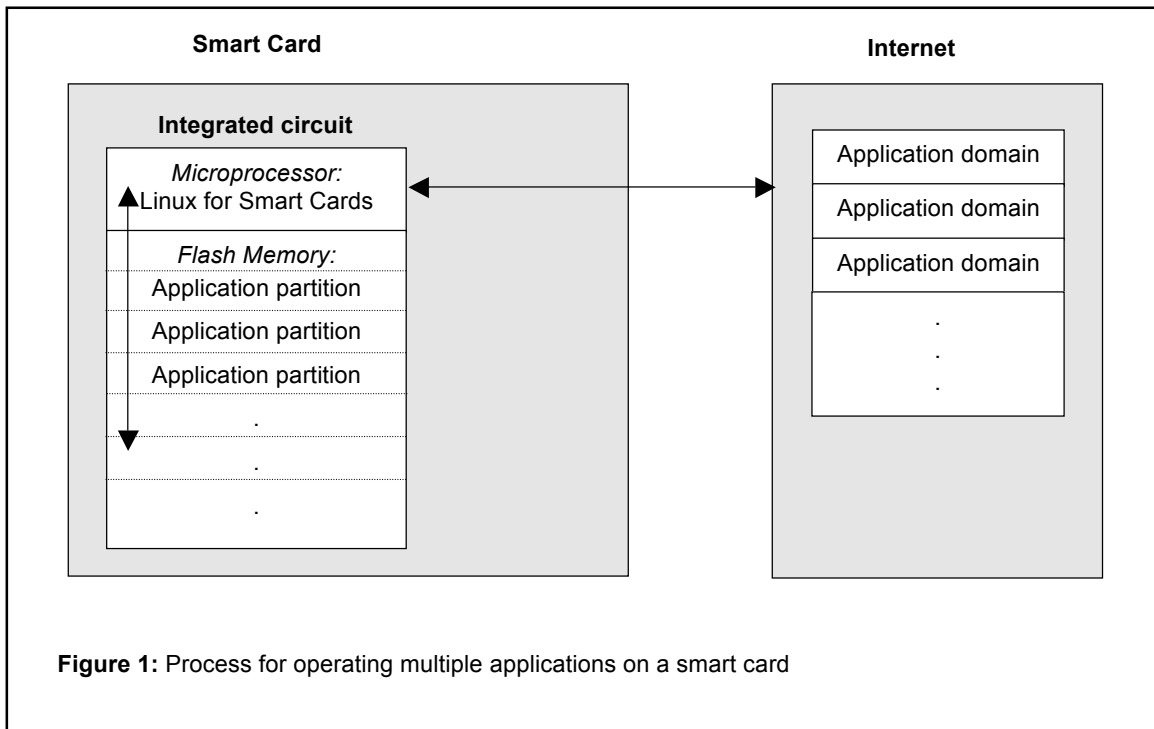 Smart Card
Integrated circuit
Microprocessor:
Linux for Smart Cards
Flash Memory:
Application partition
Application partition
Application partition
.
.
.
Internet
Application domain
Application domain
Application domain
.
.
.
Figure 1: Process for operating multiple applications on a smart card